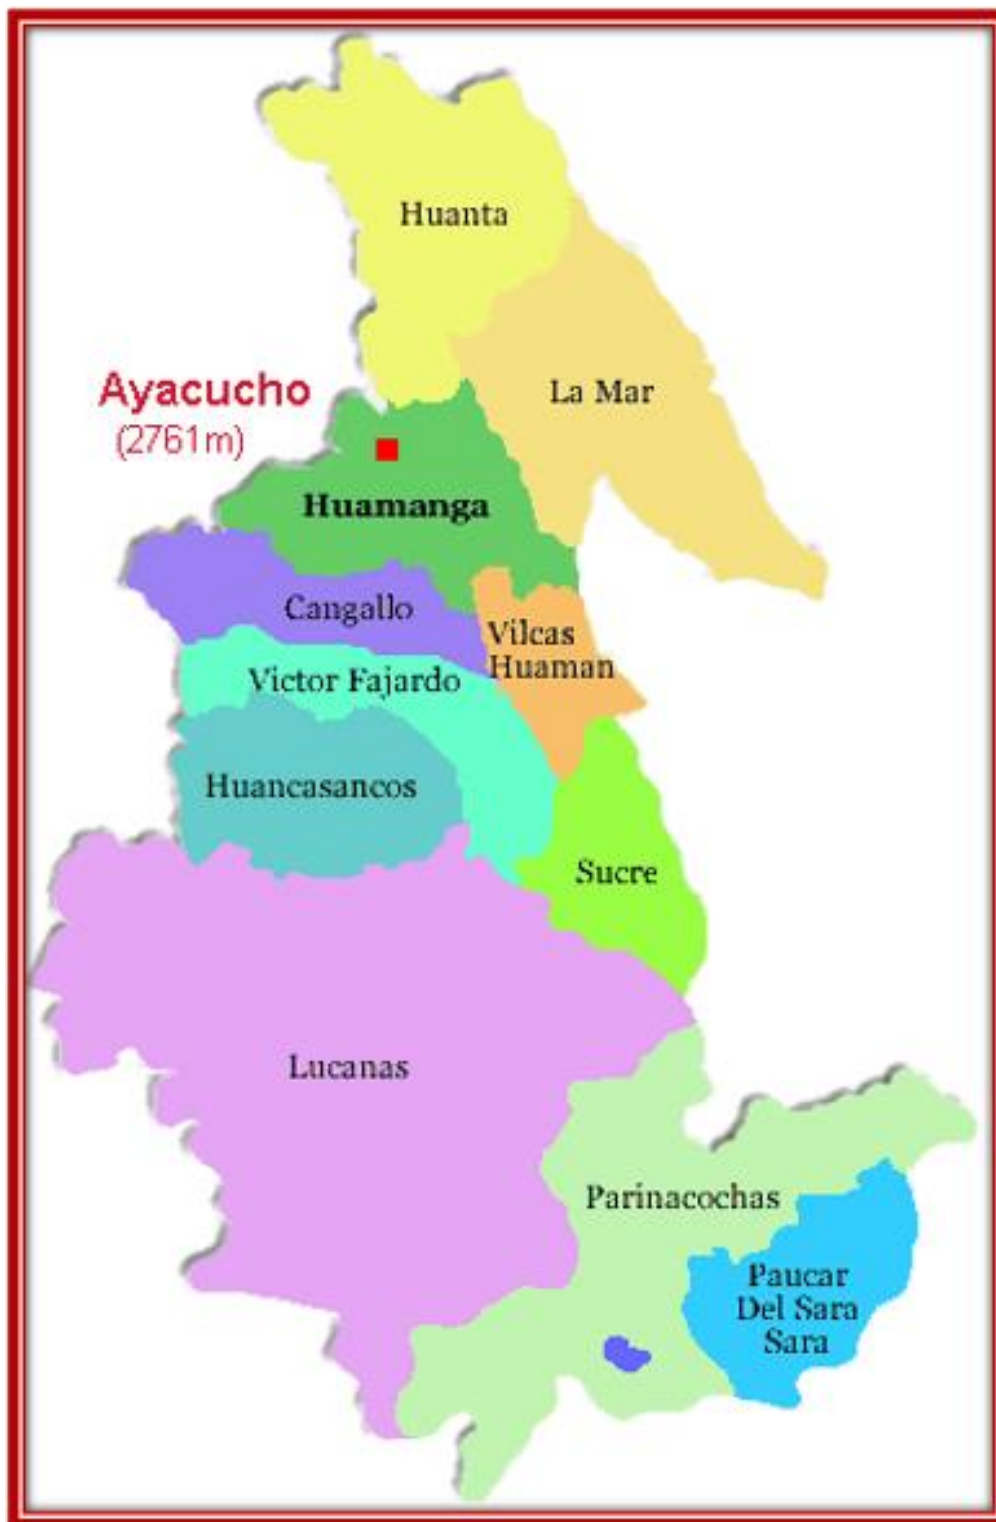 Huanta
La Mar
Ayacucho
(2761m)
Huamanga
Cangallo
Vilcas
Huaman
Victor Fajardo
Huancasancos
Sucre
Lucanas
Parinacochas
Paucar
Del Sara
Sara